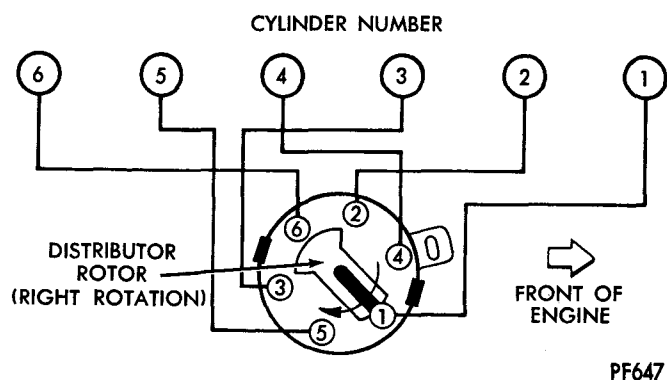 CYLINDER NUMBER
6 5 4 3 2 1
6 2 4 3 1 5
DISTRIBUTOR
ROTOR
(RIGHT ROTATION)
FRONT OF
ENGINE
PF647